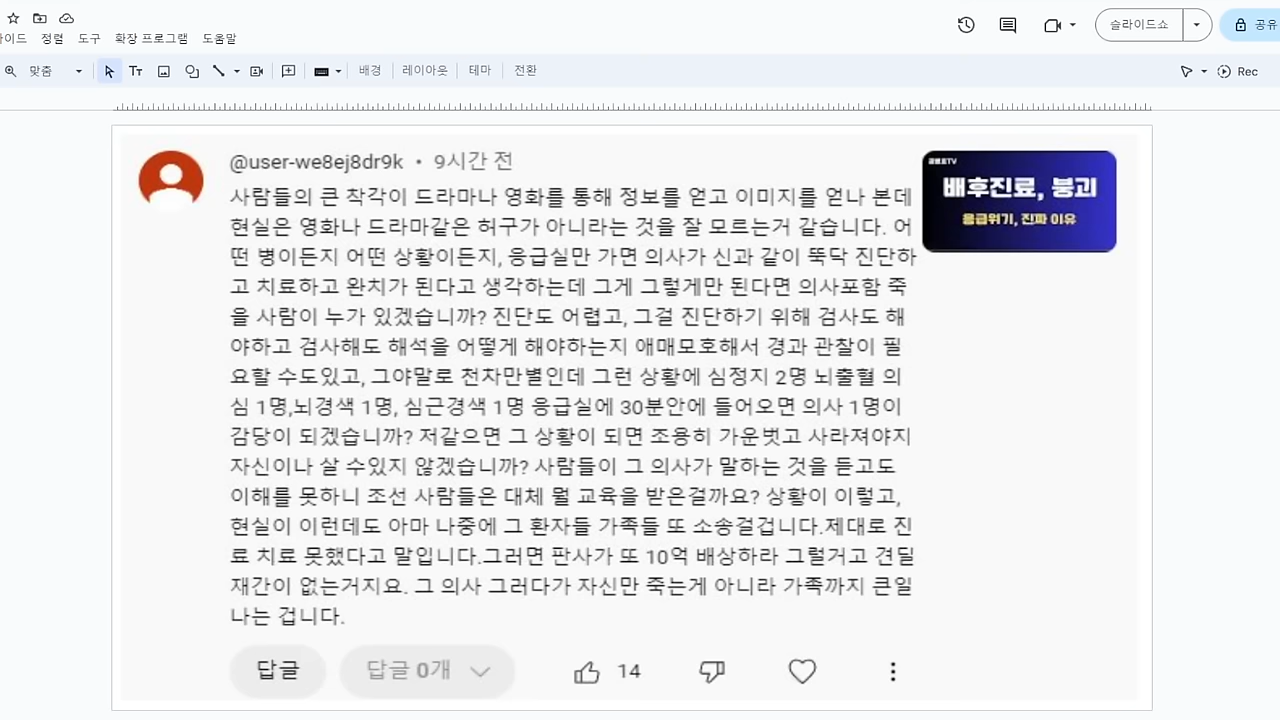 이드 정렬 도구 확장 프로그램 도움말
슬라이드쇼
공유
맞춤
배경 레이아웃 테마 전환
Rec
@user-we8ej8dr9k • 9시간 전
사람들의 큰 착각이 드라마나 영화를 통해 정보를 얻고 이미지를 얻나 본데
현실은 영화나 드라마같은 허구가 아니라는 것을 잘 모르는거 같습니다. 어
떤 병이든지 어떤 상황이든지, 응급실만 가면 의사가 신과 같이 뚝닥 진단하
고 치료하고 완치가 된다고 생각하는데 그게 그렇게만 된다면 의사포함 죽
을 사람이 누가 있겠습니까? 진단도 어렵고, 그걸 진단하기 위해 검사도 해
야하고 검사해도 해석을 어떻게 해야하는지 애매모호해서 경과 관찰이 필
요할 수도있고, 그야말로 천차만별인데 그런 상황에 심정지 2명 뇌출혈 의
심 1명,뇌경색 1명, 심근경색 1명 응급실에 30분안에 들어오면 의사 1명이
감당이 되겠습니까? 저같으면 그 상황이 되면 조용히 가운벗고 사라져야지
자신이나 살 수있지 않겠습니까? 사람들이 그 의사가 말하는 것을 듣고도
이해를 못하니 조선 사람들은 대체 뭘 교육을 받은걸까요? 상황이 이렇고,
현실이 이런데도 아마 나중에 그 환자들 가족들 또 소송걸겁니다.제대로 진
료 치료 못했다고 말입니다.그러면 판사가 또 10억 배상하라 그럴거고 견딜
재간이 없는거지요. 그 의사 그러다가 자신만 죽는게 아니라 가족까지 큰일
나는 겁니다.
배후진료, 붕괴
응급위기, 진짜 이유
답글
답글 0개
14